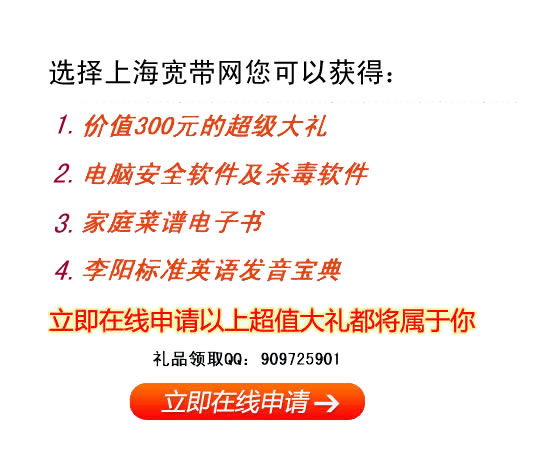 选择上海宽带网您可以获得：
1. 价值300元的超级大礼
2. 电脑安全软件及杀毒软件
3. 家庭菜谱电子书
4. 李阳标准英语发音宝典
立即在线申请以上超值大礼都将属于你
礼品领取QQ：909725901
立即在线申请→